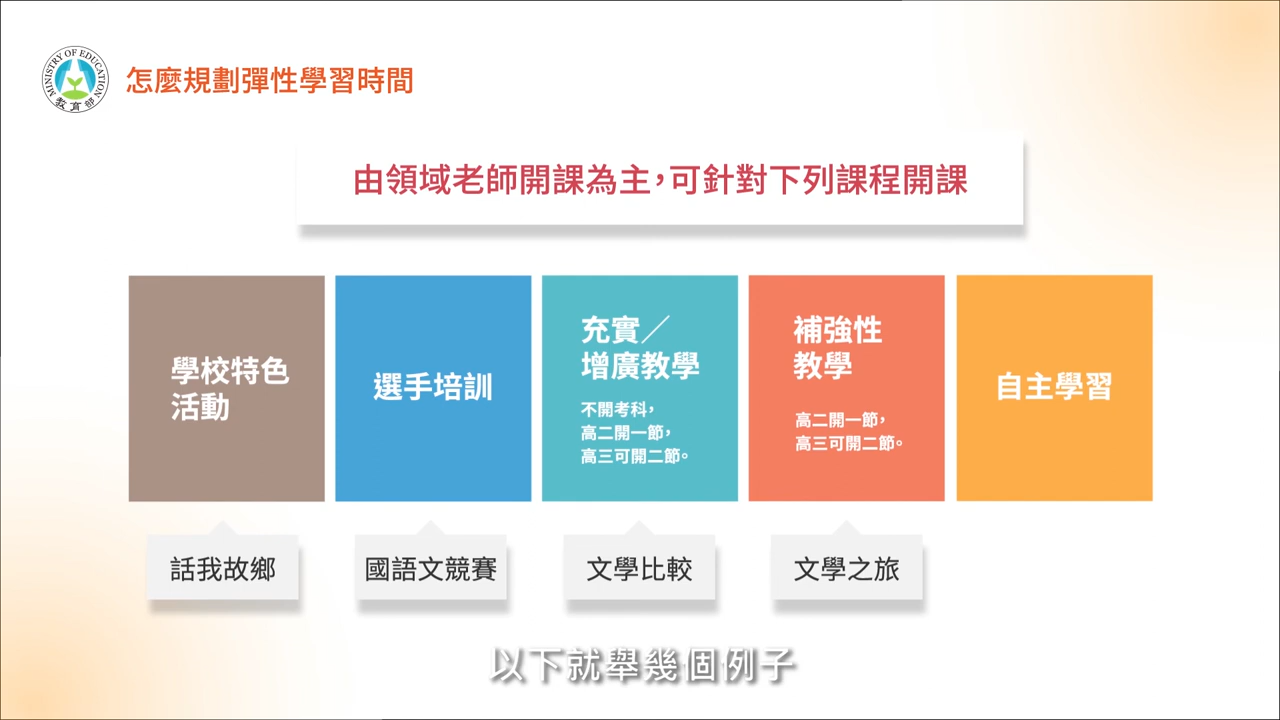 MINISTRY OF EDUCATION
教育部
怎麼規劃彈性學習時間
由領域老師開課為主，可針對下列課程開課
學校特色
活動
選手培訓
充實／
增廣教學
不開考科，
高二開一節，
高三可開二節。
補強性
教學
高二開一節，
高三可開二節。
自主學習
話我故鄉
國語文競賽
文學比較
文學之旅
以下就舉幾個例子